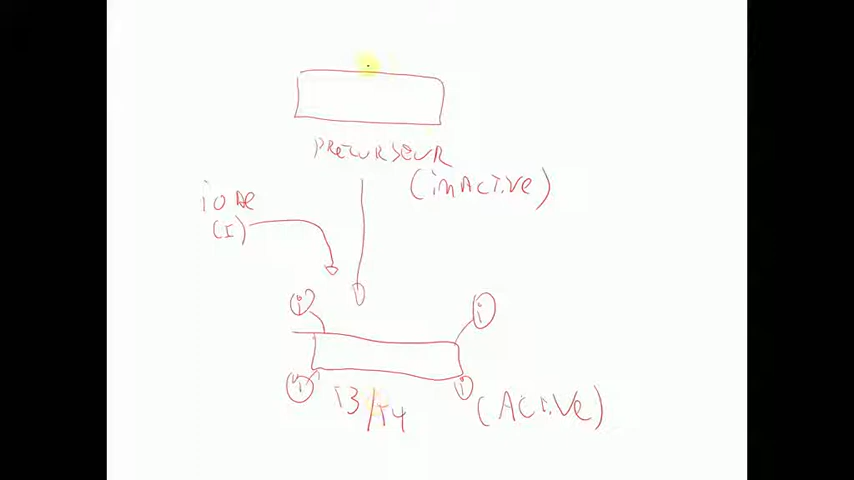 PRECURSEUR
(inActive)
iode
(I)
i
i
i
i
T3/T4
(Active)